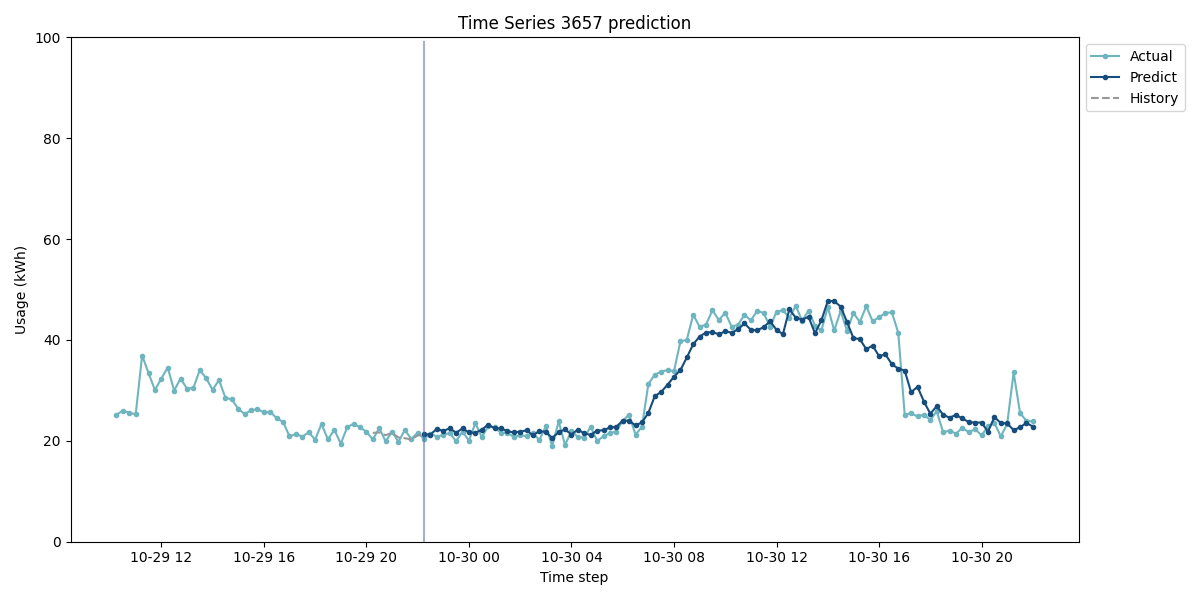 Time Series 3657 prediction
100
80
60
40
20
0
Usage (kWh)
10-29 12
10-29 16
10-29 20
10-30 00
10-30 04
10-30 08
10-30 12
10-30 16
10-30 20
Time step
Actual
Predict
History